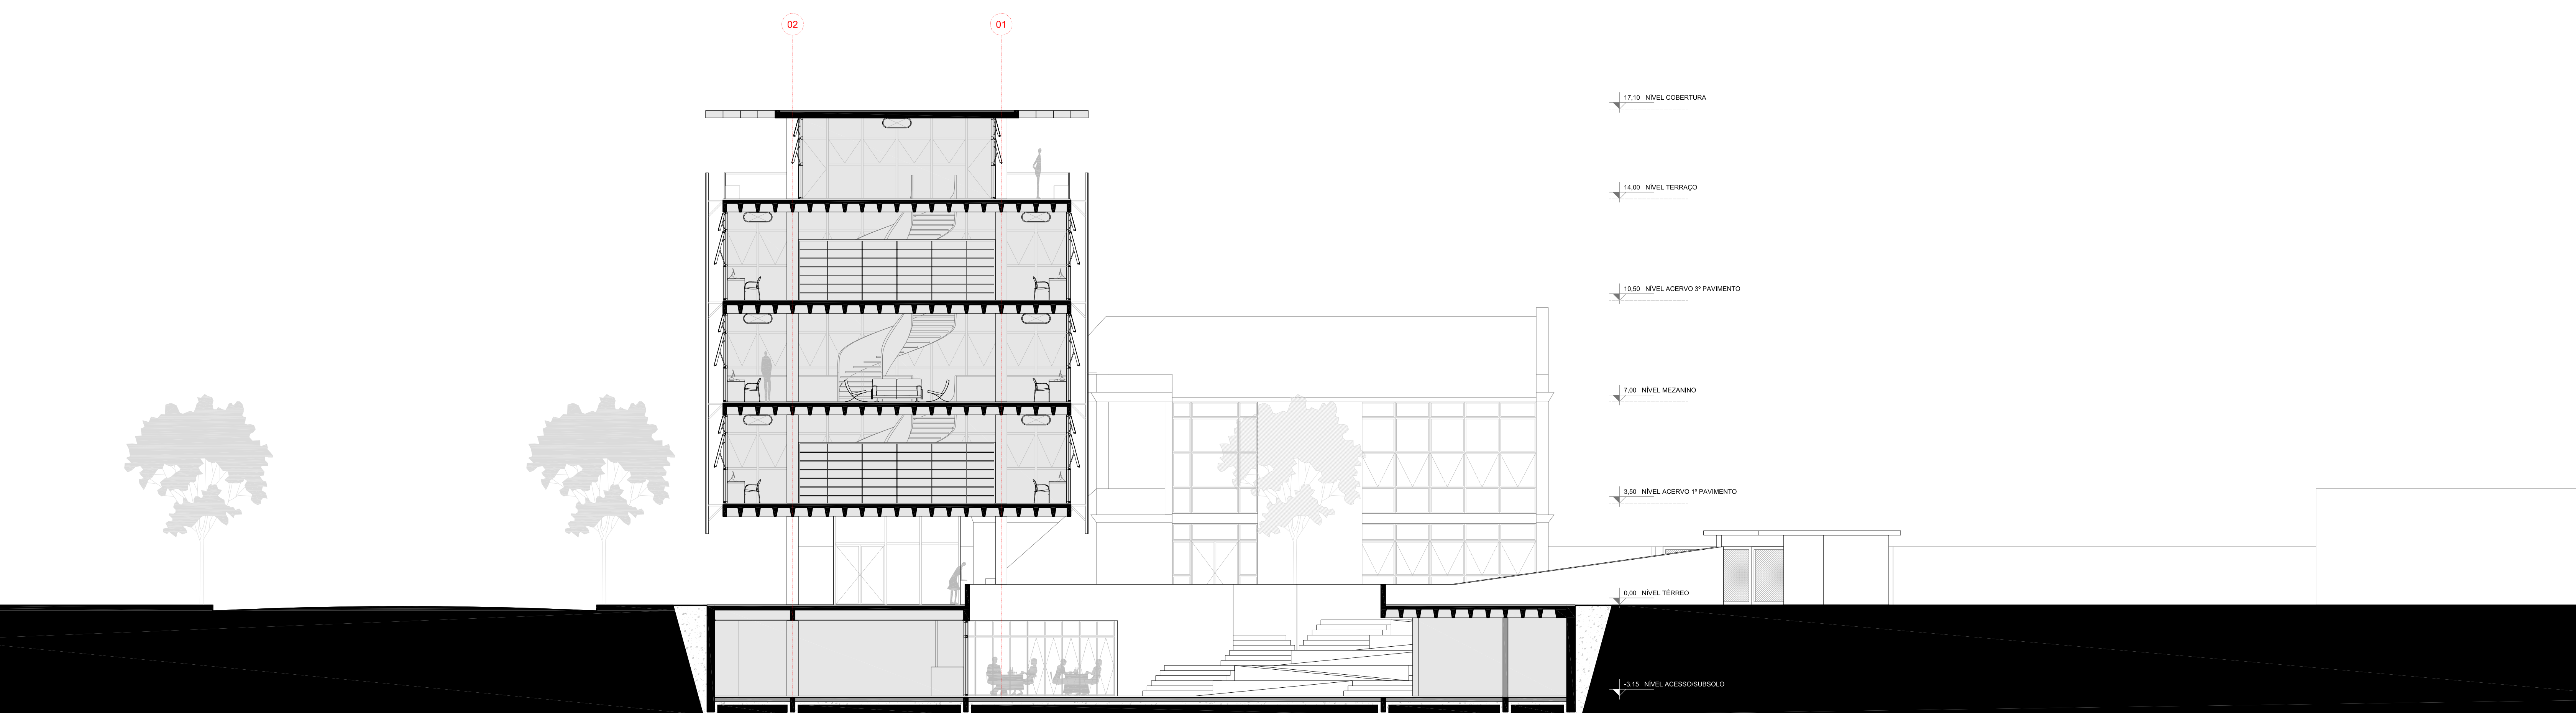 02
01
17,10 NÍVEL COBERTURA
14,00 NÍVEL TERRAÇO
10,50 NÍVEL ACERVO 3º PAVIMENTO
7,00 NÍVEL MEZANINO
3,50 NÍVEL ACERVO 1º PAVIMENTO
0,00 NÍVEL TÉRREO
-3,15 NÍVEL ACESSO/SUBSOLO